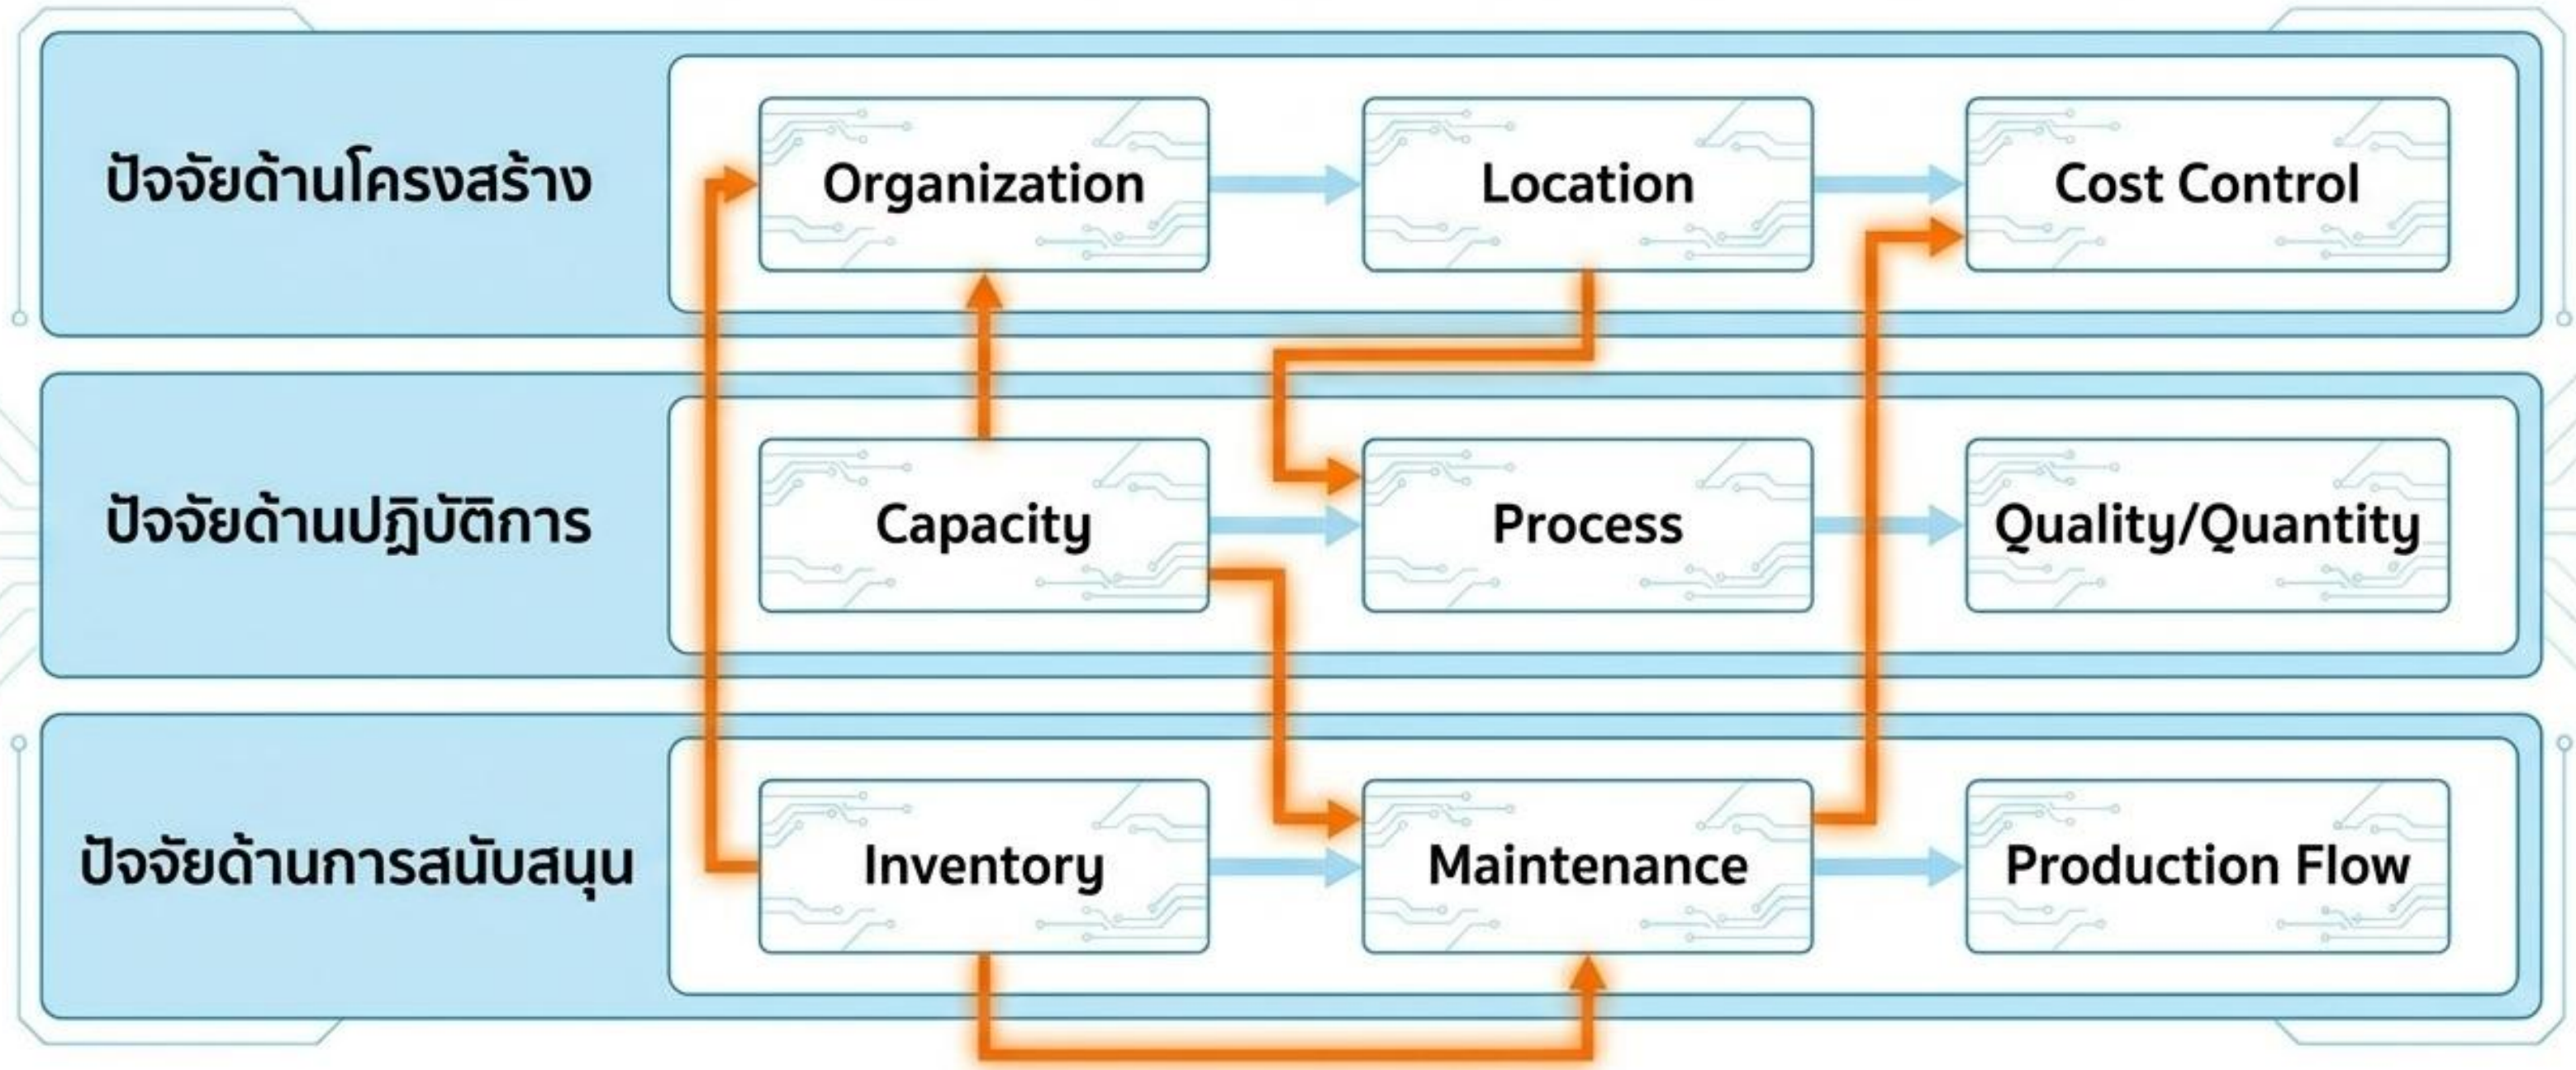 ปัจจัยด้านโครงสร้าง
Organization
Location
Cost Control
ปัจจัยด้านปฏิบัติการ
Capacity
Process
Quality/Quantity
ปัจจัยด้านการสนับสนุน
Inventory
Maintenance
Production Flow